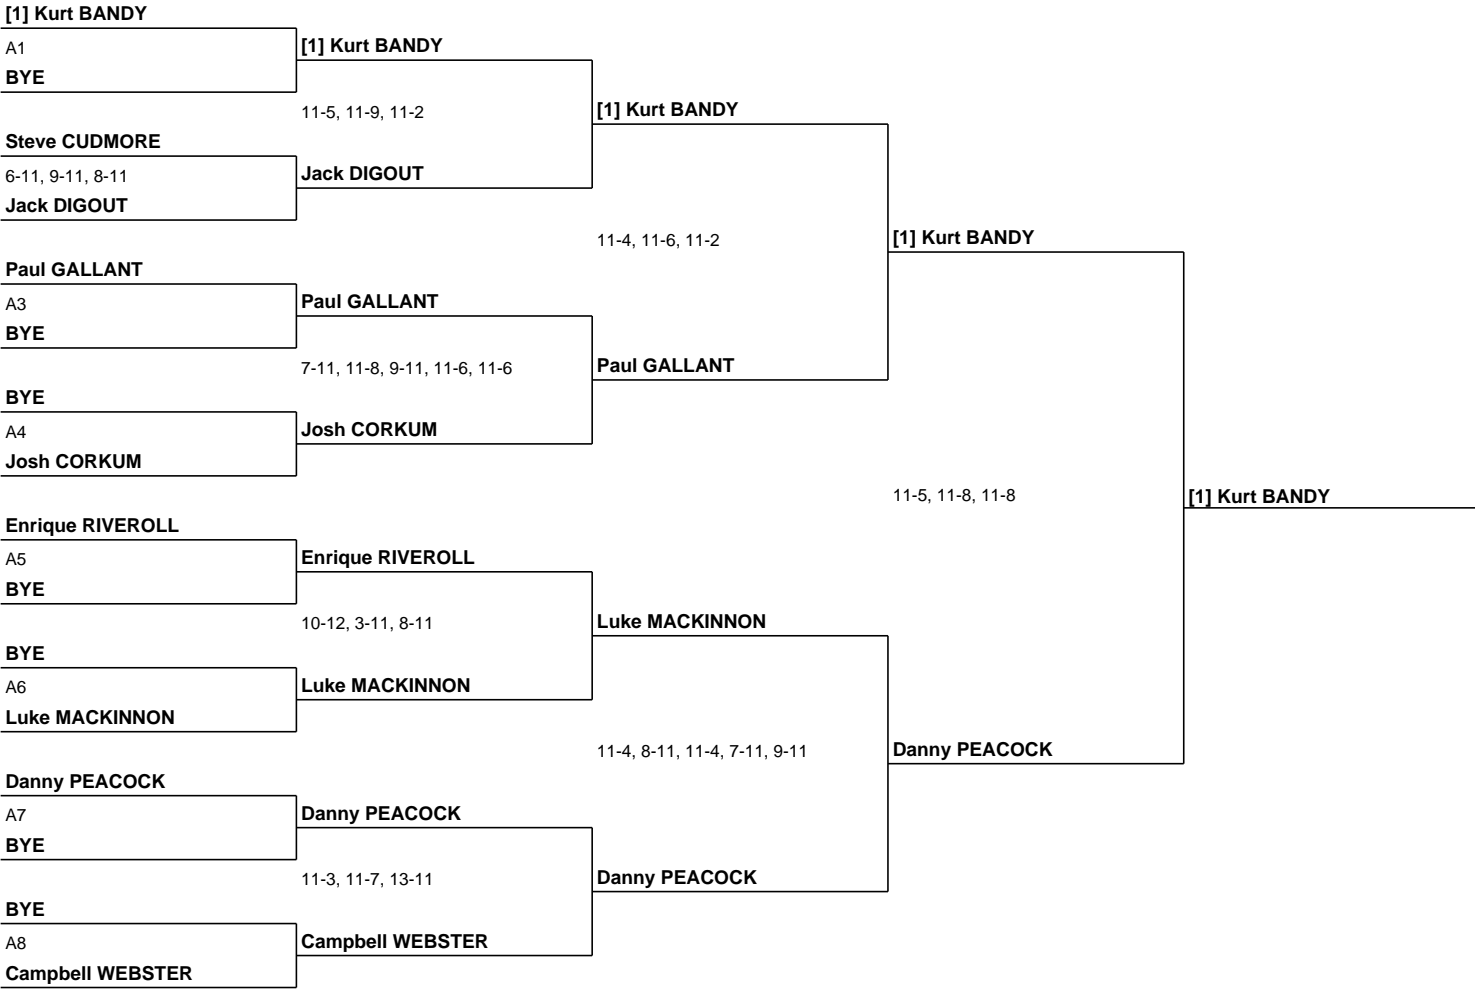 [1] Kurt BANDY
A1
BYE
Steve CUDMORE
6-11, 9-11, 8-11
Jack DIGOUT
Paul GALLANT
A3
BYE
BYE
A4
Josh CORKUM
Enrique RIVEROLL
A5
BYE
BYE
A6
Luke MACKINNON
Danny PEACOCK
A7
BYE
BYE
A8
Campbell WEBSTER
[1] Kurt BANDY
11-5, 11-9, 11-2
Jack DIGOUT
Paul GALLANT
7-11, 11-8, 9-11, 11-6, 11-6
Josh CORKUM
Enrique RIVEROLL
10-12, 3-11, 8-11
Luke MACKINNON
Danny PEACOCK
11-3, 11-7, 13-11
Campbell WEBSTER
[1] Kurt BANDY
11-4, 11-6, 11-2
Paul GALLANT
Luke MACKINNON
11-4, 8-11, 11-4, 7-11, 9-11
Danny PEACOCK
[1] Kurt BANDY
11-5, 11-8, 11-8
Danny PEACOCK
[1] Kurt BANDY